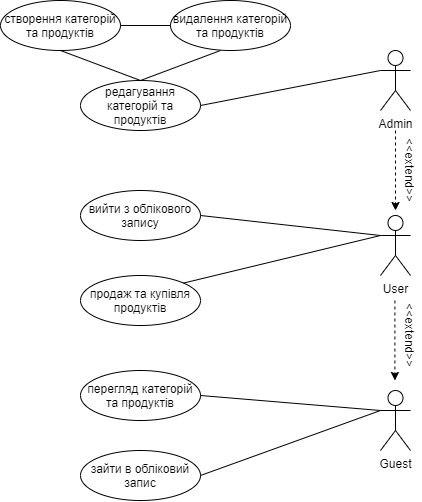 створення категорій
та продуктів
видалення категорій
та продуктів
редагування
категорій та
продуктів
Admin
<<extend>>
вийти з облікового
запису
User
продаж та купівля
продуктів
<<extend>>
перегляд категорій
та продуктів
Guest
зайти в обліковий
запис